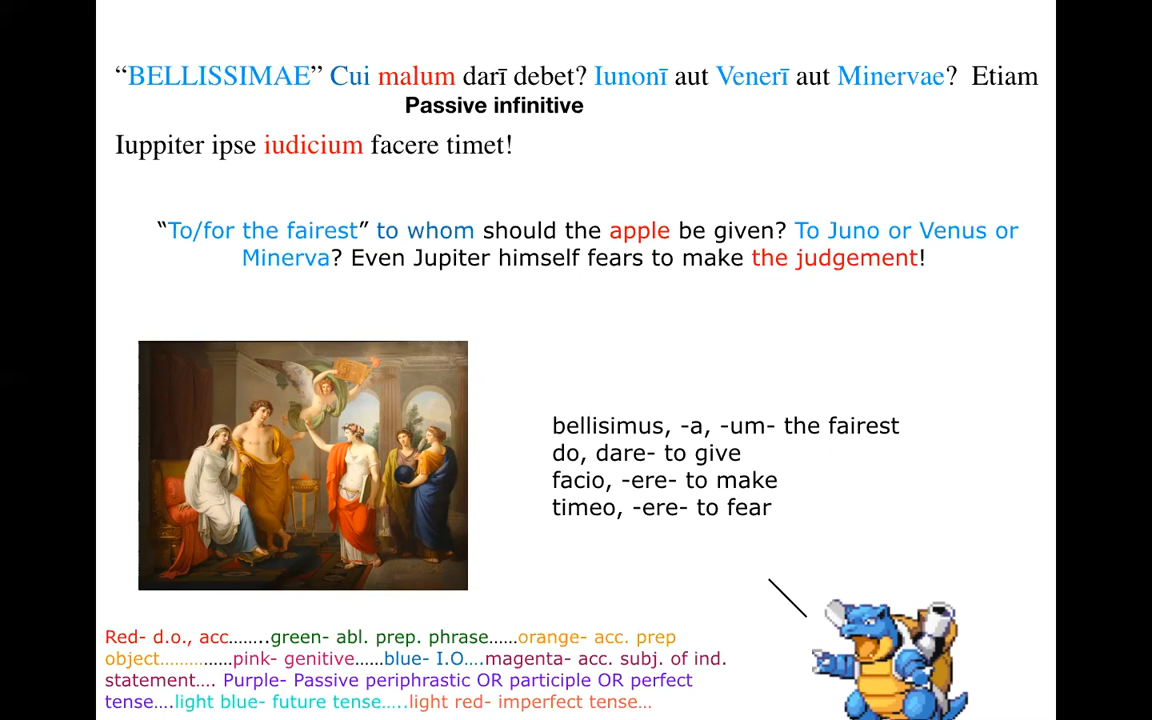 “BELLISSIMAE” Cui malum darī debet? Iunonī aut Venerī aut Minervae? Etiam
Passive infinitive
Iuppiter ipse iudicium facere timet!
“To/for the fairest” to whom should the apple be given? To Juno or Venus or
Minerva? Even Jupiter himself fears to make the judgement!
bellisimus, -a, -um- the fairest
do, dare- to give
facio, -ere- to make
timeo, -ere- to fear
Red- d.o., acc……..green- abl. prep. phrase……orange- acc. prep
object………..……pink- genitive……blue- I.O….magenta- acc. subj. of ind.
statement…. Purple- Passive periphrastic OR participle OR perfect
tense….light blue- future tense…..light red- imperfect tense…